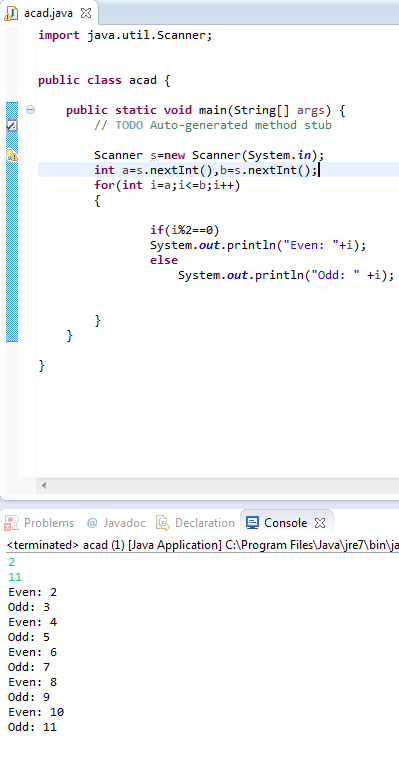 acad.java
import java.util.Scanner;
public class acad {
public static void main(String[] args) {
// TODO Auto-generated method stub
Scanner s=new Scanner(System.in);
int a=s.nextInt(),b=s.nextInt();
for(int i=a;i<=b;i++)
{
if(i%2==0)
System.out.println("Even: "+i);
else
System.out.println("Odd: " +i);
}
}
}
Problems @ Javadoc Declaration Console
<terminated> acad (1) [Java Application] C:\Program Files\Java\jre7\bin\ja
2
11
Even: 2
Odd: 3
Even: 4
Odd: 5
Even: 6
Odd: 7
Even: 8
Odd: 9
Even: 10
Odd: 11